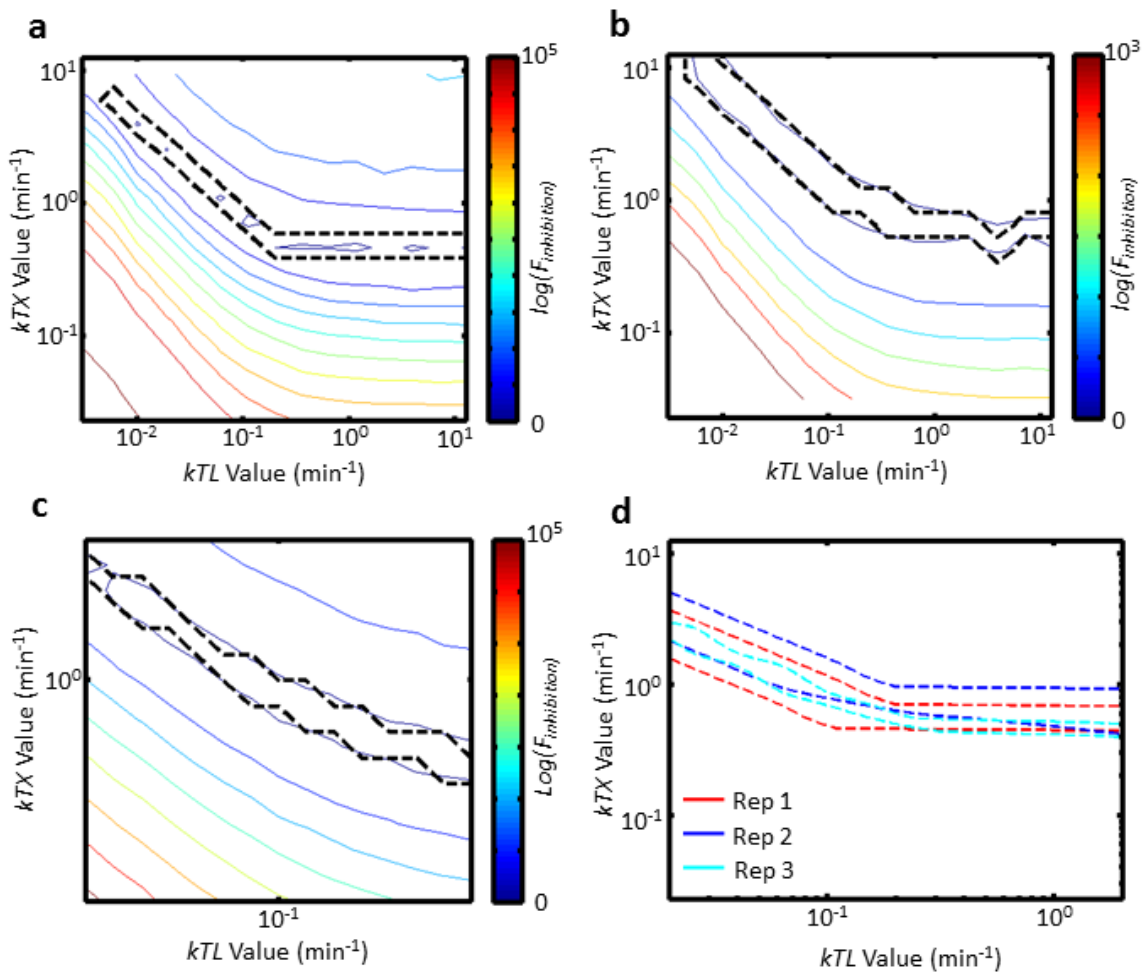 a
10^5
10^1
10^0
10^-1
kTX Value (min^-1)
10^-2
10^-1
10^0
10^1
kTL Value (min^-1)
log(F_inhibition)
0
b
10^3
10^1
10^0
10^-1
kTX Value (min^-1)
10^-2
10^-1
10^0
10^1
kTL Value (min^-1)
log(F_inhibition)
0
c
10^5
10^0
kTX Value (min^-1)
10^-1
kTL Value (min^-1)
Log(F_inhibition)
0
d
10^1
10^0
10^-1
kTX Value (min^-1)
Rep 1
Rep 2
Rep 3
10^-1
10^0
kTL Value (min^-1)